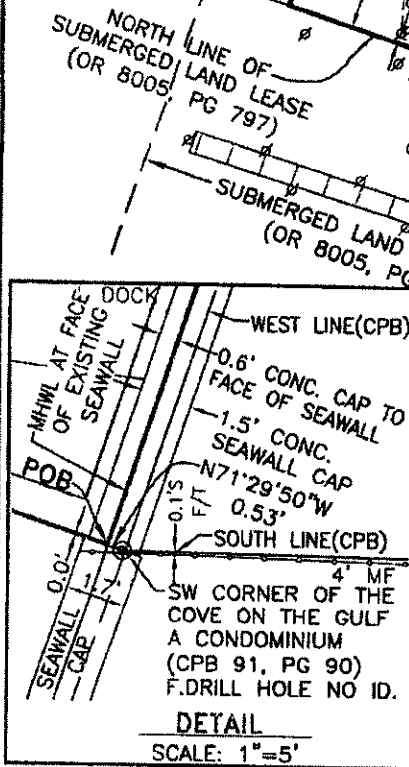 NORTH LINE OF
SUBMERGED LAND LEASE
(OR 8005, PG 797)
SUBMERGED LAND
(OR 8005, PG
DOCK
MHWL AT FACE
OF EXISTING
SEAWALL
WEST LINE(CPB)
0.6' CONC. CAP TO
FACE OF SEAWALL
1.5' CONC.
SEAWALL CAP
N71°29'50"W
0.53'
POB
0.1'S
F/T
SOUTH LINE(CPB)
4' MF
0.0'
SEAWALL
CAP
SW CORNER OF THE
COVE ON THE GULF
A CONDOMINIUM
(CPB 91, PG 90)
F.DRILL HOLE NO ID.
DETAIL
SCALE: 1"=5'